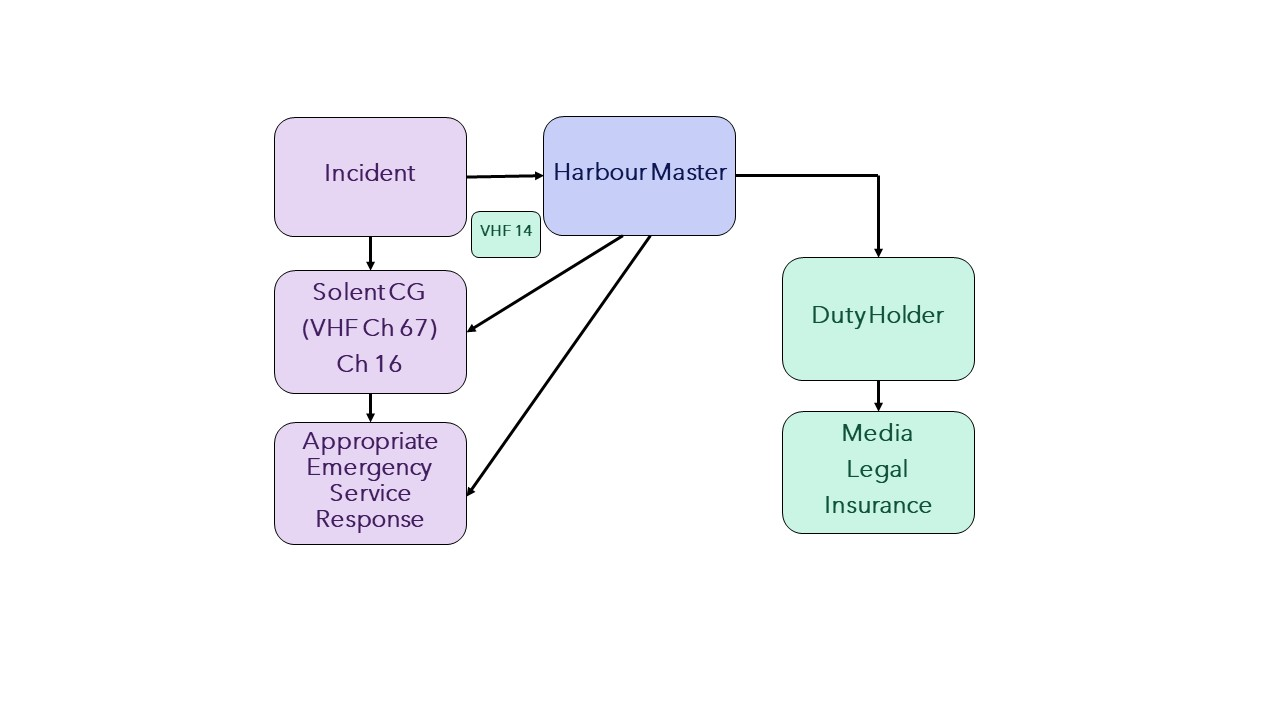 Incident
Harbour Master
VHF 14
Solent CG
(VHF Ch 67)
Ch 16
Appropriate
Emergency
Service
Response
Duty Holder
Media
Legal
Insurance